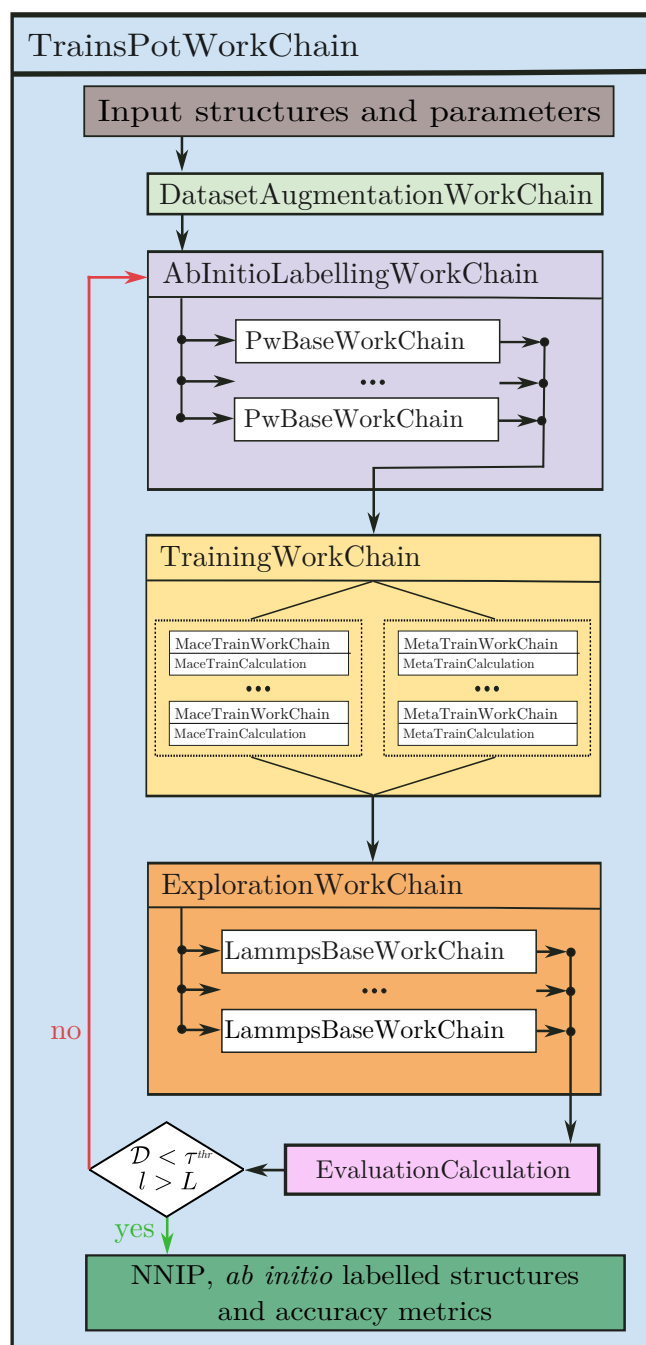 TrainsPotWorkChain
Input structures and parameters
DatasetAugmentationWorkChain
AbInitioLabellingWorkChain
PwBaseWorkChain
...
PwBaseWorkChain
TrainingWorkChain
MaceTrainWorkChain
MaceTrainCalculation
...
MaceTrainWorkChain
MaceTrainCalculation
MetaTrainWorkChain
MetaTrainCalculation
...
MetaTrainWorkChain
MetaTrainCalculation
ExplorationWorkChain
LammpsBaseWorkChain
...
LammpsBaseWorkChain
no
EvaluationCalculation
𝒟 < τ^thr
l > L
yes
NNIP, ab initio labelled structures
and accuracy metrics